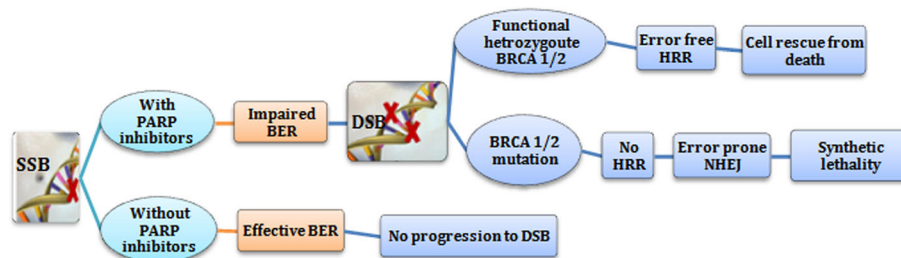 SSB
With
PARP
inhibitors
Impaired
BER
DSB
Functional
hetrozygoute
BRCA 1/2
Error free
HRR
Cell rescue from
death
BRCA 1/2
mutation
No
HRR
Error prone
NHEJ
Synthetic
lethality
Without
PARP
inhibitors
Effective BER
No progression to DSB